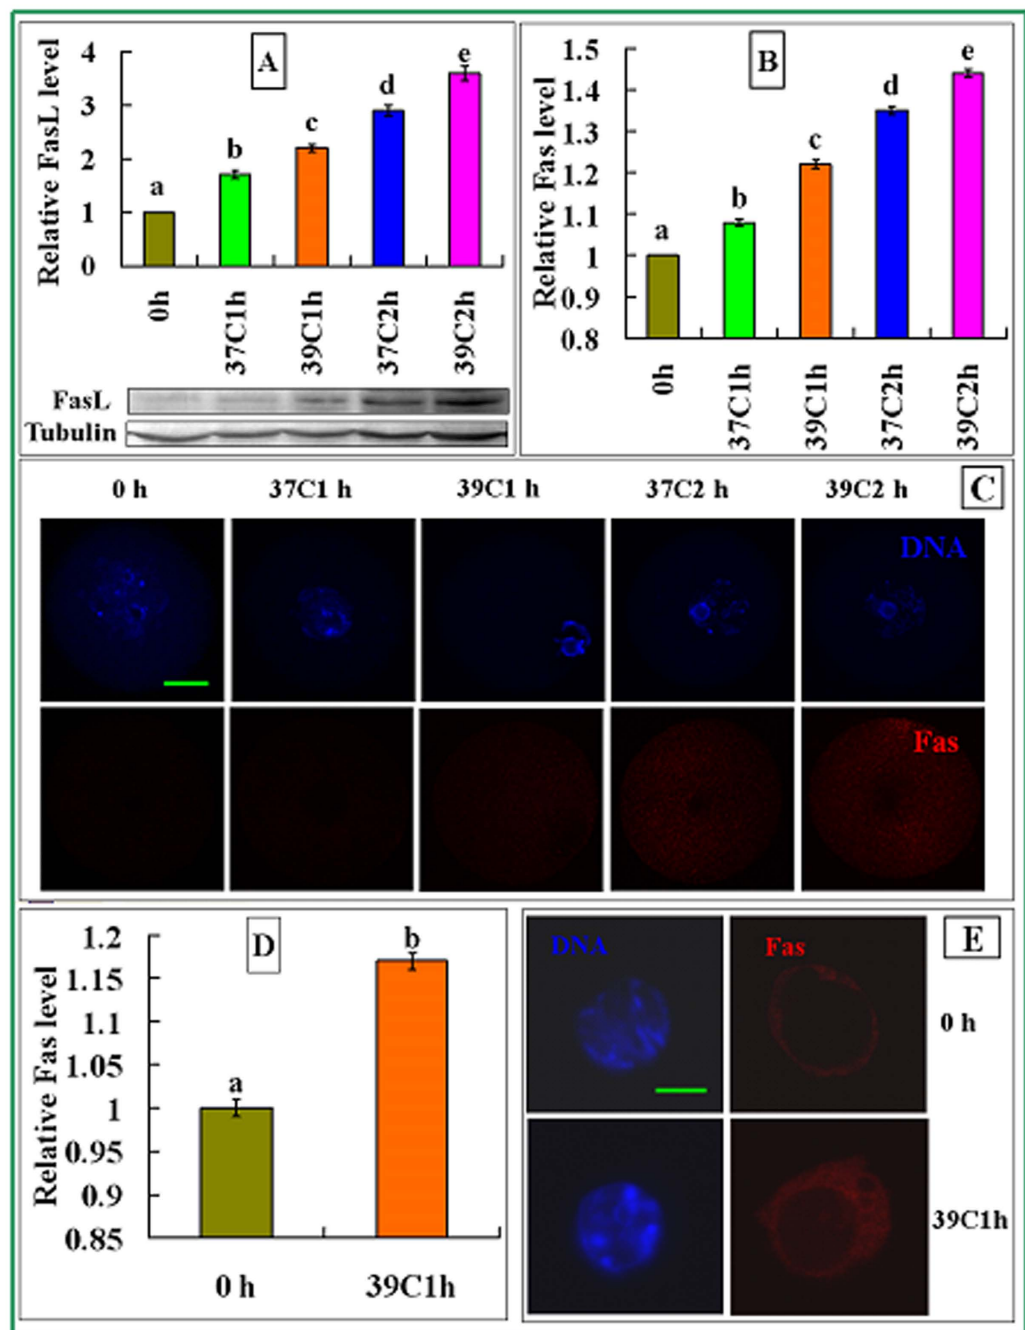 A
Relative FasL level
4
3
2
1
0
a
b
c
d
e
0h
37C1h
39C1h
37C2h
39C2h
FasL
Tubulin
B
Relative Fas level
1.5
1.4
1.3
1.2
1.1
1
0.9
0.8
a
b
c
d
e
0h
37C1h
39C1h
37C2h
39C2h
C
0 h
37C1 h
39C1 h
37C2 h
39C2 h
DNA
Fas
D
Relative Fas level
1.2
1.15
1.1
1.05
1
0.95
0.9
0.85
a
b
0 h
39C1h
E
DNA
Fas
0 h
39C1h